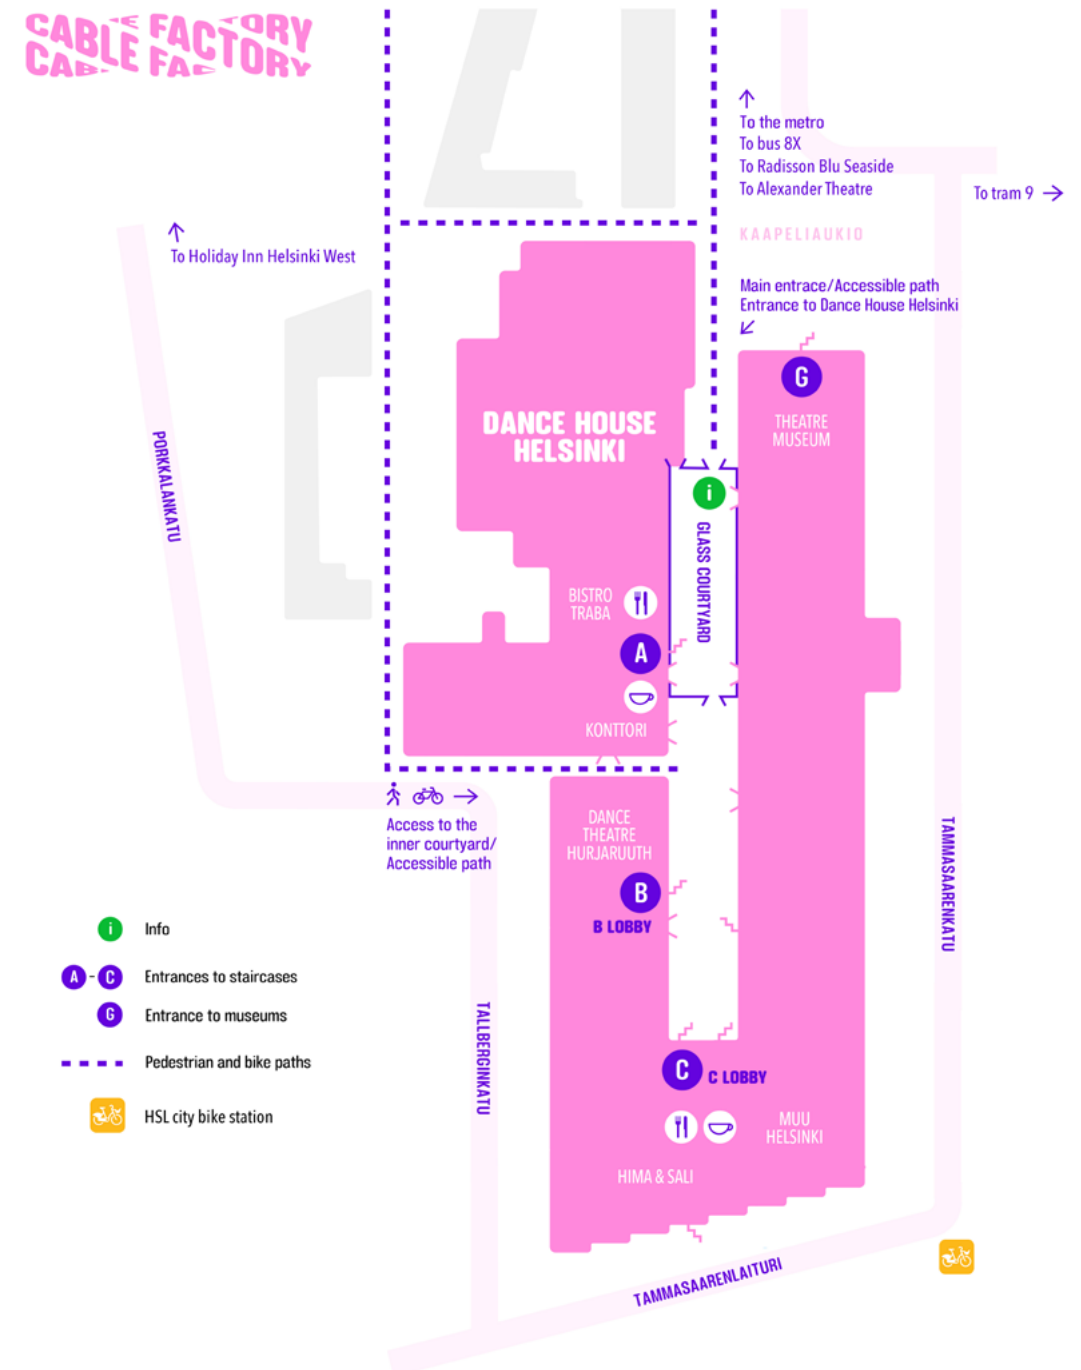 CABLE FACTORY
CABLE FACTORY
To the metro
To bus 8X
To Radisson Blu Seaside
To Alexander Theatre
To tram 9
KAAPELIAUKIO
To Holiday Inn Helsinki West
Main entrace/Accessible path
Entrance to Dance House Helsinki
G
THEATRE
MUSEUM
DANCE HOUSE
HELSINKI
PORKKALANKATU
i
GLASS COURTYARD
BISTRO
TRABA
A
KONTTORI
Access to the
inner courtyard/
Accessible path
DANCE
THEATRE
HURJARUUTH
B
B LOBBY
TAMMASAARENKATU
TALLBERGINKATU
C
C LOBBY
MUU
HELSINKI
HIMA & SALI
TAMMASAARENLAITURI
i Info
A - C Entrances to staircases
G Entrance to museums
Pedestrian and bike paths
HSL city bike station